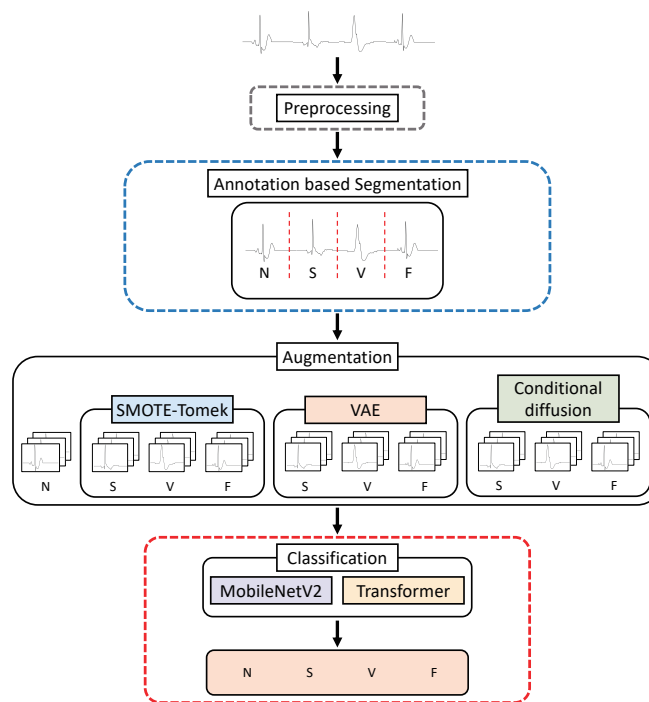 Preprocessing
Annotation based Segmentation
N S V F
Augmentation
SMOTE-Tomek VAE Conditional diffusion
N S V F S V F S V F
Classification
MobileNetV2 Transformer
N S V F